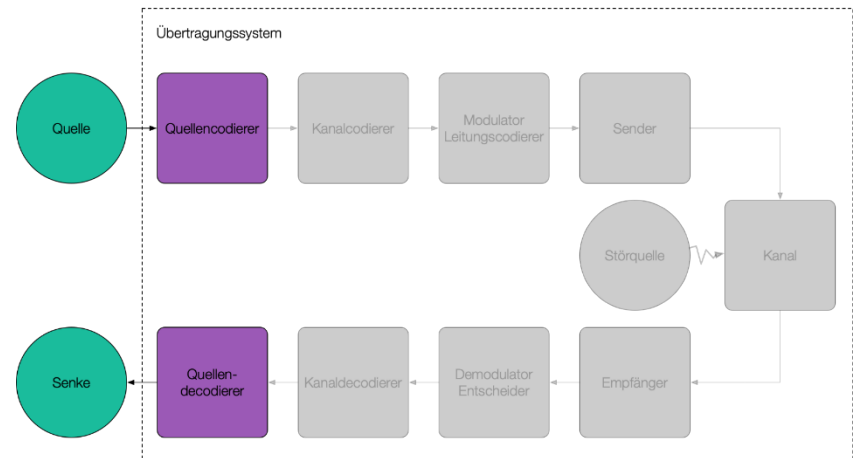 Übertragungssystem
Quelle
Quellencodierer
Kanalcodierer
Modulator
Leitungscodierer
Sender
Störquelle
Kanal
Senke
Quellen-
decodierer
Kanaldecodierer
Demodulator
Entscheider
Empfänger